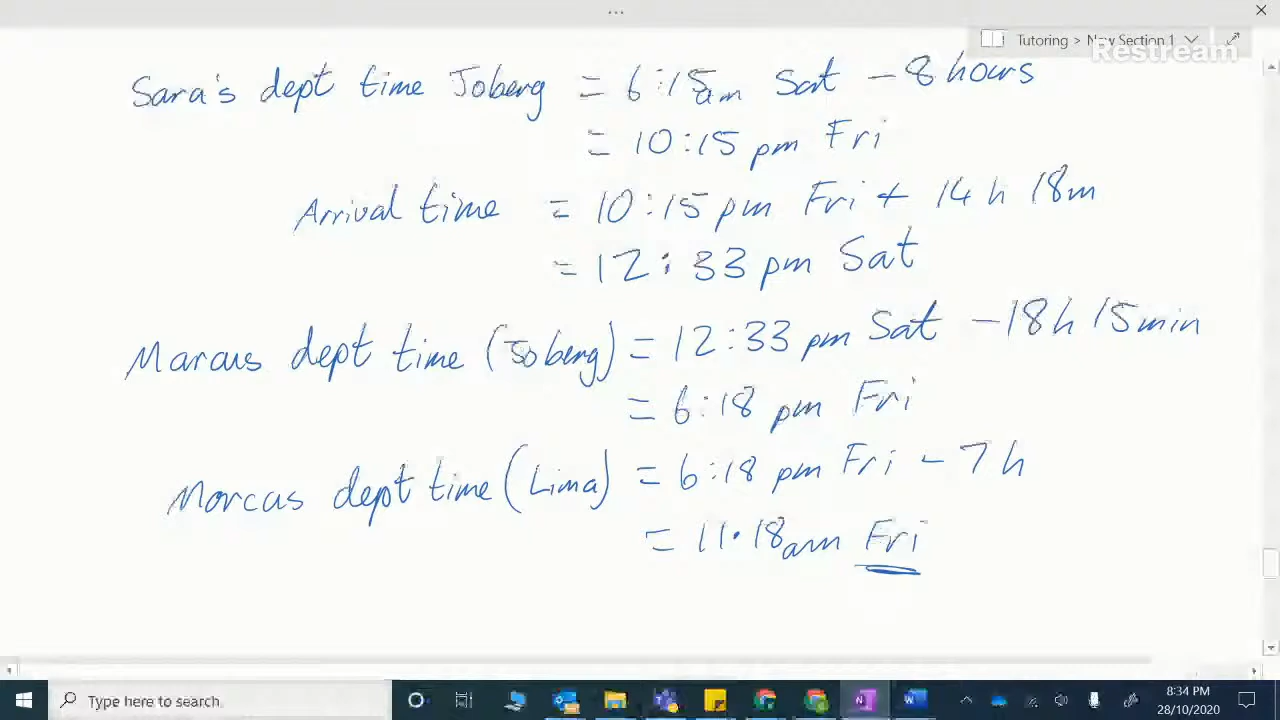 Tutoring > New Section 1
Restream
Sara's dept time Joberg = 6:15am Sat - 8 hours
= 10:15 pm Fri
Arrival time = 10:15 pm Fri + 14 h 18m
= 12:33 pm Sat
Marcus dept time (Joberg) = 12:33 pm Sat - 18h 15min
= 6:18 pm Fri
Marcus dept time (Lima) = 6:18 pm Fri - 7 h
= 11.18am Fri
Type here to search
8:34 PM
28/10/2020